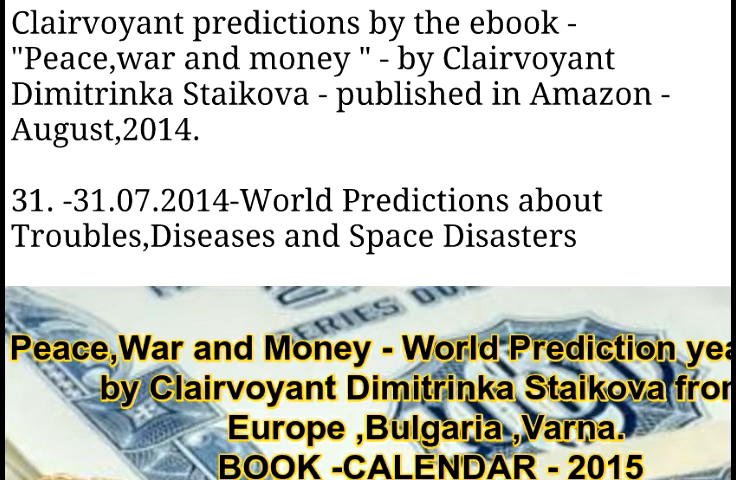 Clairvoyant predictions by the ebook -
"Peace,war and money " - by Clairvoyant
Dimitrinka Staikova - published in Amazon -
August,2014.
31. -31.07.2014-World Predictions about
Troubles,Diseases and Space Disasters
ERIES
Peace,War and Money - World Prediction yea
by Clairvoyant Dimitrinka Staikova fro
Europe ,Bulgaria ,Varna.
BOOK -CALENDAR - 2015